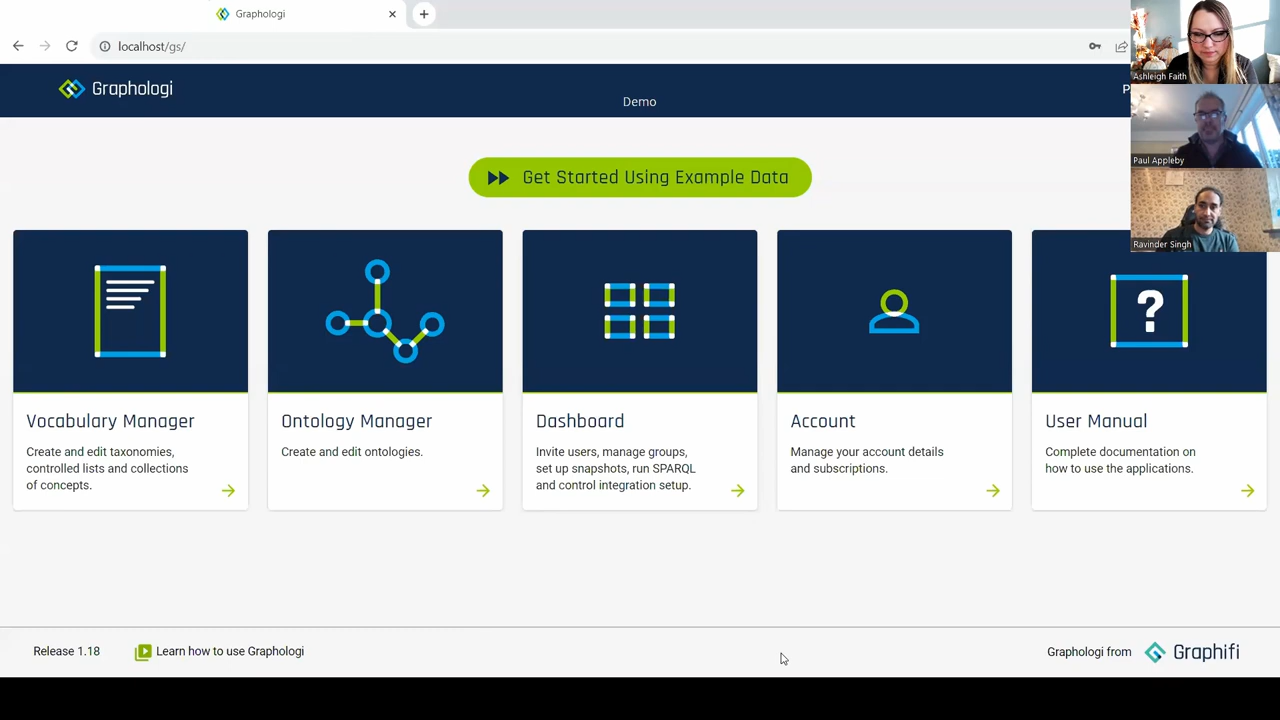 Graphologi
localhost/gs/
Graphologi
Demo
P
Ashleigh Faith
Paul Appleby
Ravinder Singh
Get Started Using Example Data
Vocabulary Manager
Create and edit taxonomies,
controlled lists and collections
of concepts.
Ontology Manager
Create and edit ontologies.
Dashboard
Invite users, manage groups,
set up snapshots, run SPARQL
and control integration setup.
Account
Manage your account details
and subscriptions.
?
User Manual
Complete documentation on
how to use the applications.
Release 1.18
Learn how to use Graphologi
Graphologi from
Graphifi